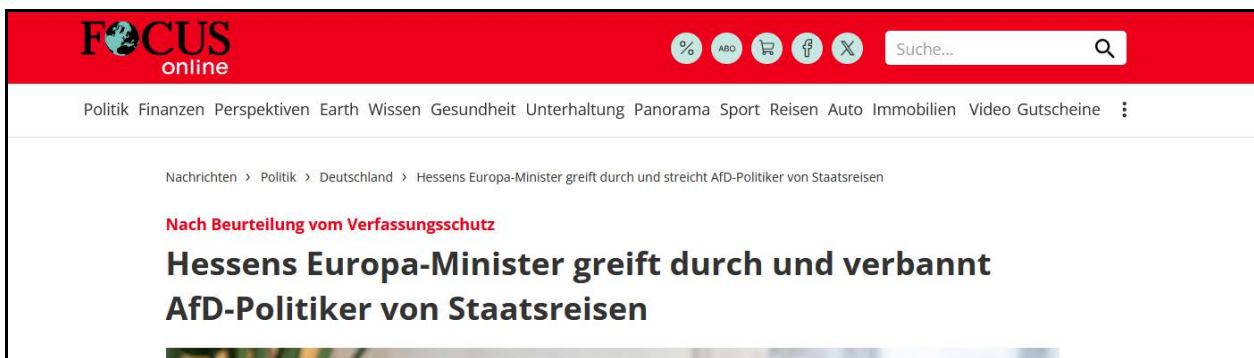 FOCUS
online
% ABO Suche...
Politik Finanzen Perspektiven Earth Wissen Gesundheit Unterhaltung Panorama Sport Reisen Auto Immobilien Video Gutscheine
Nachrichten › Politik › Deutschland › Hessens Europa-Minister greift durch und streicht AfD-Politiker von Staatsreisen
Nach Beurteilung vom Verfassungsschutz
Hessens Europa-Minister greift durch und verbannt
AfD-Politiker von Staatsreisen